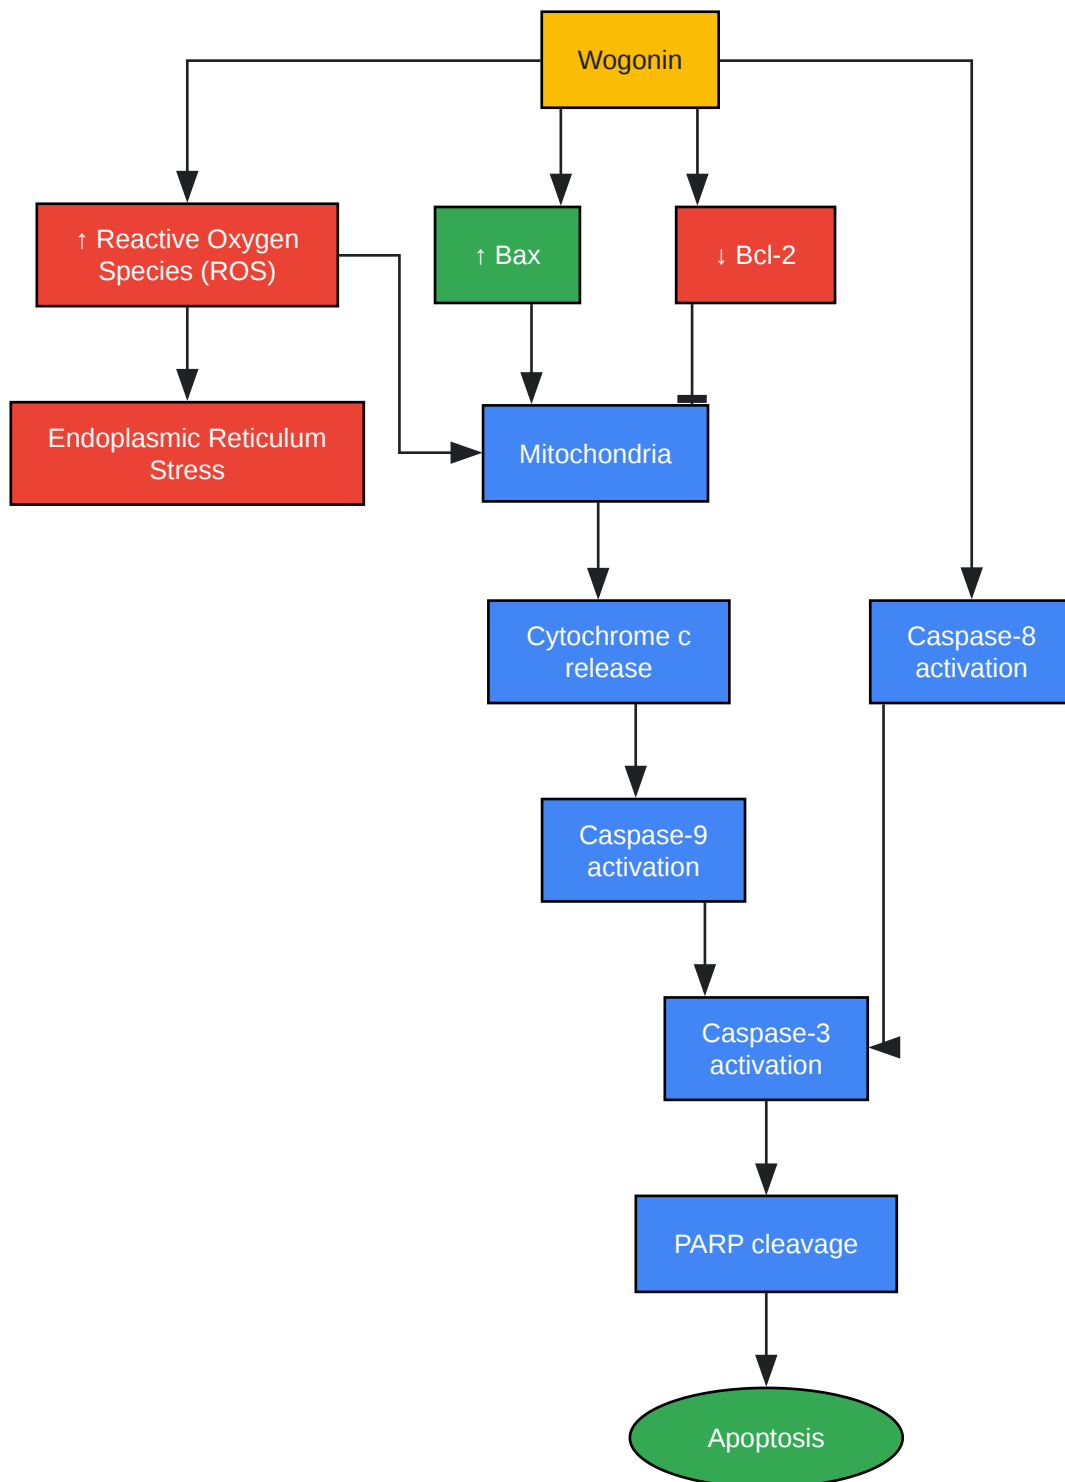 Wogonin
↑ Reactive Oxygen
Species (ROS)
↑ Bax
↓ Bcl-2
Endoplasmic Reticulum
Stress
Mitochondria
Cytochrome c
release
Caspase-8
activation
Caspase-9
activation
Caspase-3
activation
PARP cleavage
Apoptosis